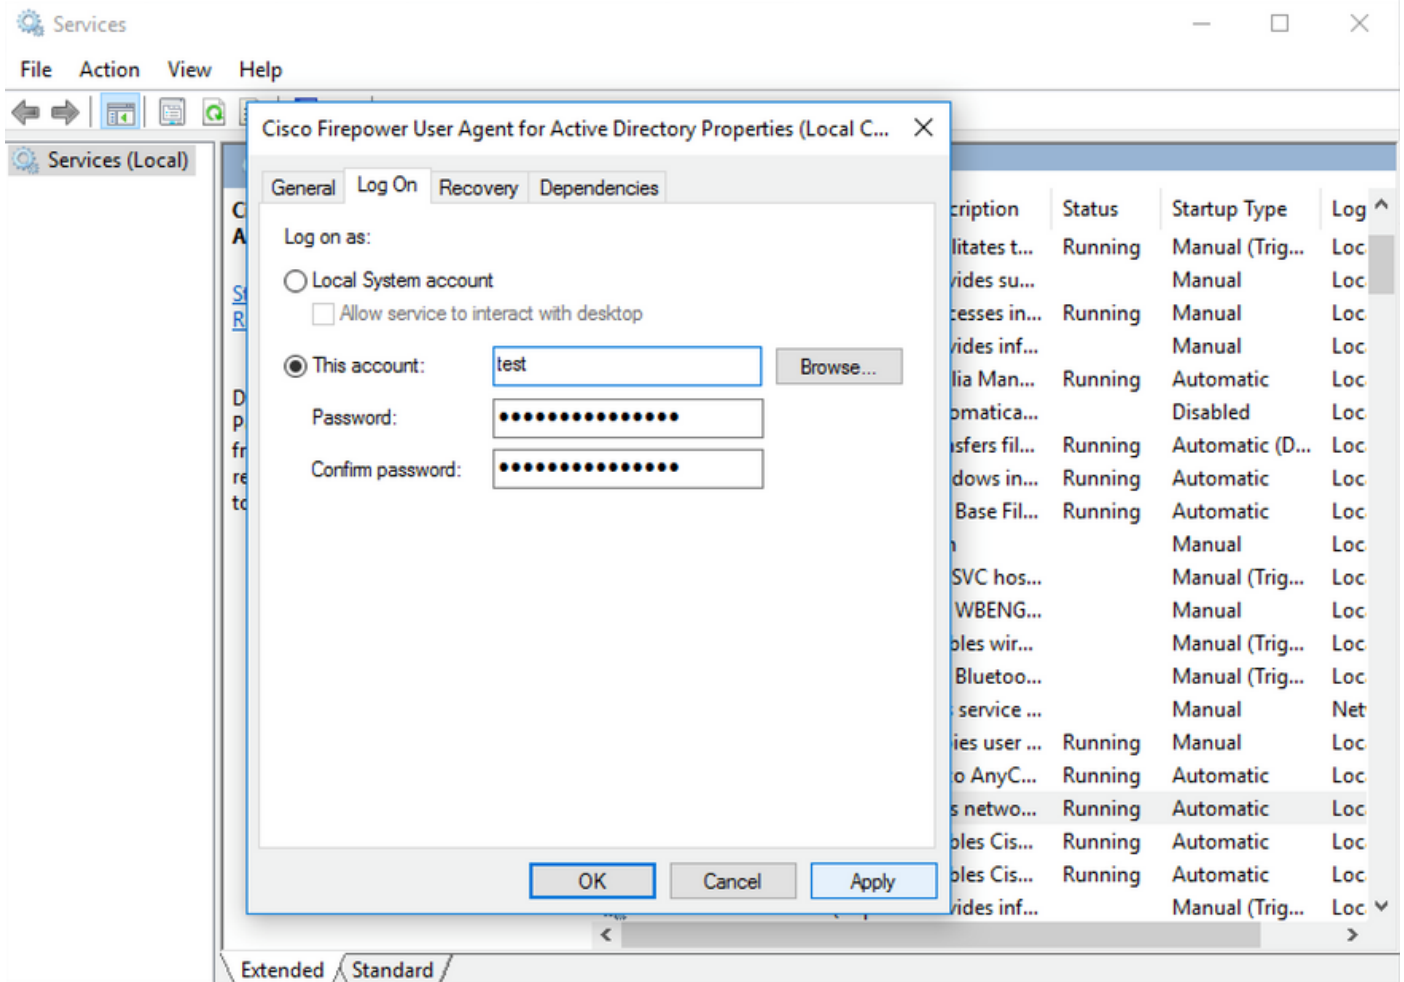 Services
File Action View Help
Services (Local)
Cisco Firepower User Agent for Active Directory Properties (Local C...
General Log On Recovery Dependencies
Log on as:
Local System account
Allow service to interact with desktop
This account: test Browse...
Password: ●●●●●●●●●●●●●●●
Confirm password: ●●●●●●●●●●●●●●●
OK Cancel Apply
cription Status Startup Type Log
litates t... Running Manual (Trig... Loc
vides su... Manual Loc
cesses in... Running Manual Loc
vides inf... Manual Loc
lia Man... Running Automatic Loc
omatica... Disabled Loc
nsfers fil... Running Automatic (D... Loc
dows in... Running Automatic Loc
Base Fil... Running Automatic Loc
Manual Loc
SVC hos... Manual (Trig... Loc
WBENG... Manual Loc
bles wir... Manual (Trig... Loc
Bluetoo... Manual (Trig... Loc
service ... Manual Net
ies user ... Running Manual Loc
o AnyC... Running Automatic Loc
s netwo... Running Automatic Loc
bles Cis... Running Automatic Loc
bles Cis... Running Automatic Loc
vides inf... Manual (Trig... Loc
Extended Standard